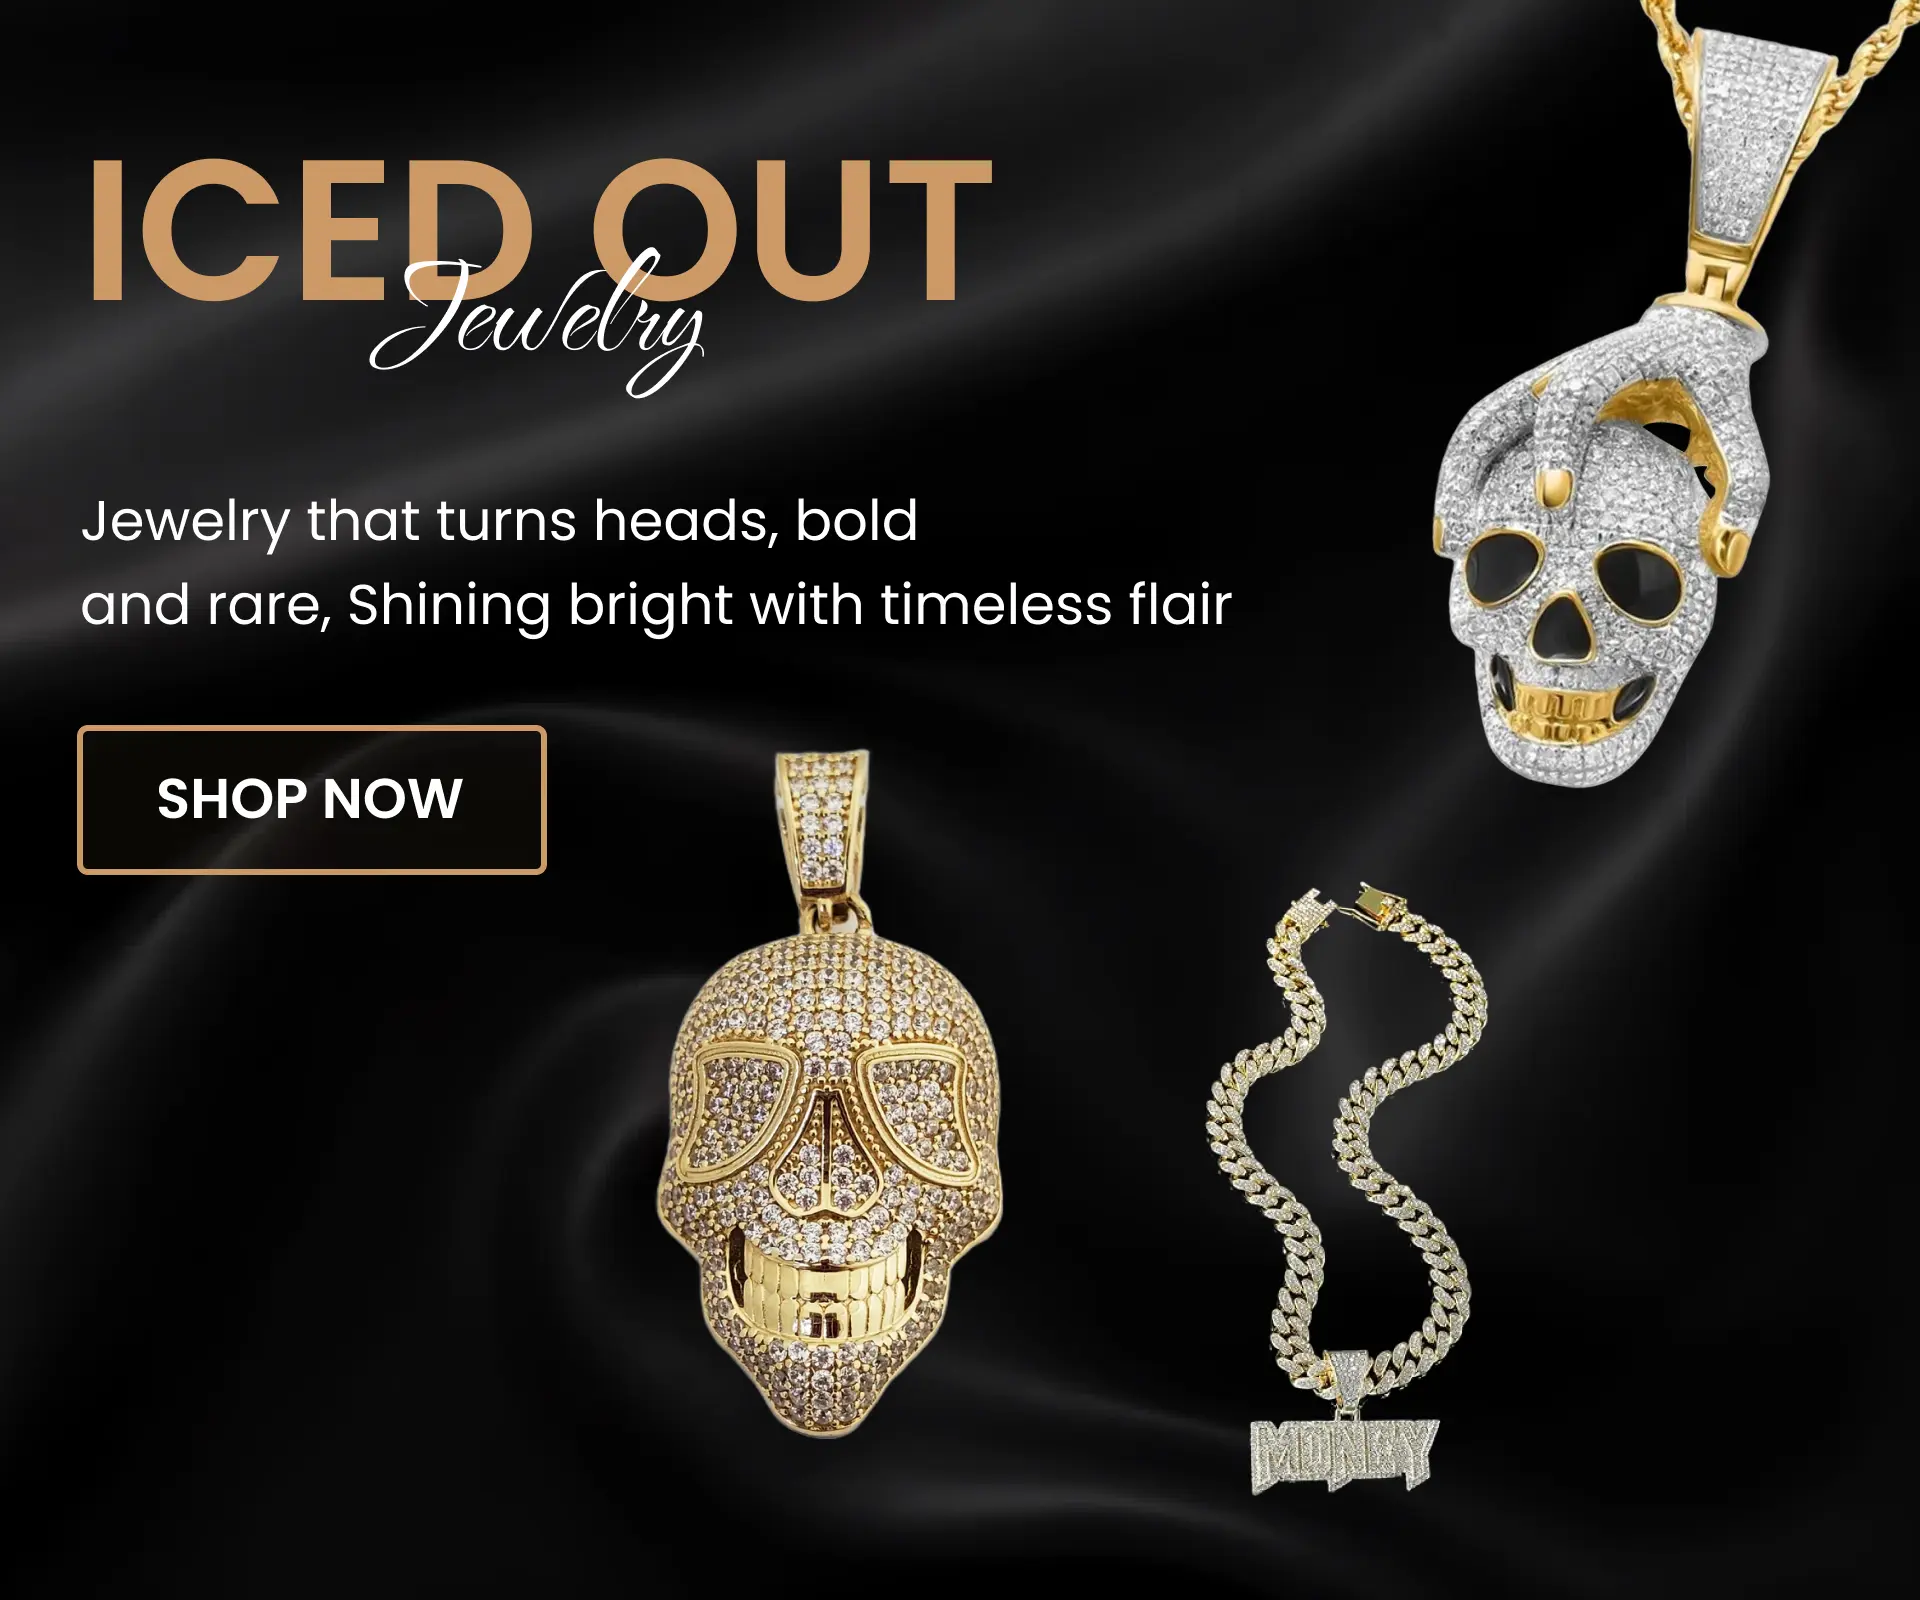 ICED OUT
Jewelry
Jewelry that turns heads, bold
and rare, Shining bright with timeless flair
SHOP NOW
MONEY